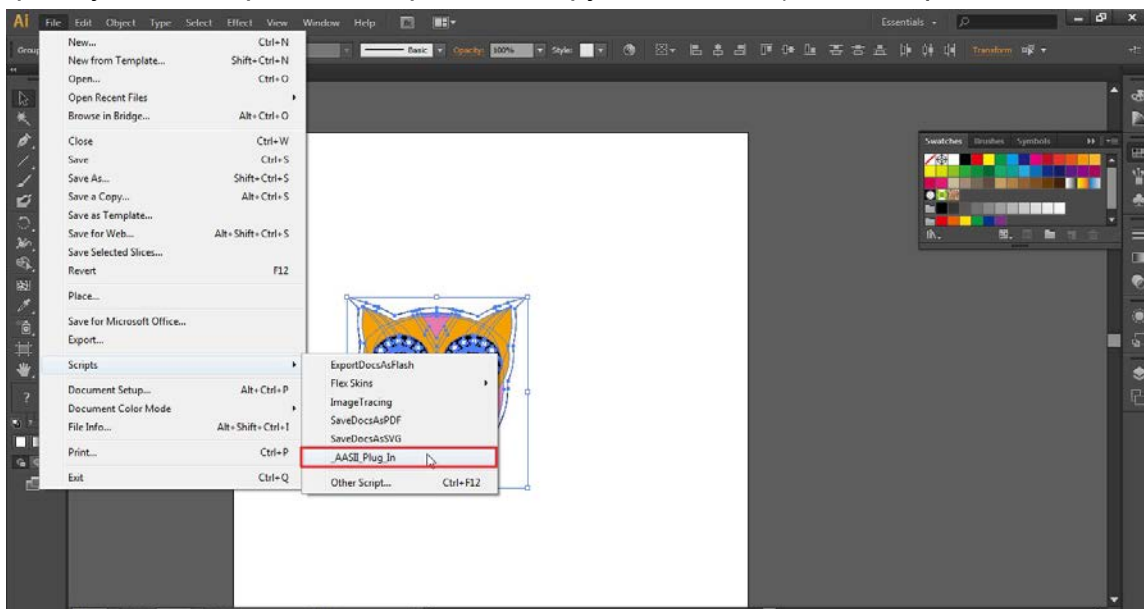 Ai File Edit Object Type Select Effect View Window Help Essentials
Group Basic Opacity: 100% Style: Transform
New... Ctrl+N
New from Template... Shift+Ctrl+N
Open... Ctrl+O
Open Recent Files
Browse in Bridge... Alt+Ctrl+O
Close Ctrl+W
Save Ctrl+S
Save As... Shift+Ctrl+S
Save a Copy... Alt+Ctrl+S
Save as Template...
Save for Web... Alt+Shift+Ctrl+S
Save Selected Slices...
Revert F12
Place...
Save for Microsoft Office...
Export...
Scripts
Document Setup... Alt+Ctrl+P
Document Color Mode
File Info... Alt+Shift+Ctrl+I
Print... Ctrl+P
Exit Ctrl+Q
ExportDocsAsFlash
Flex Skins
ImageTracing
SaveDocsAsPDF
SaveDocsAsSVG
_AASII_Plug_In
Other Script... Ctrl+F12
Swatches Brushes Symbols